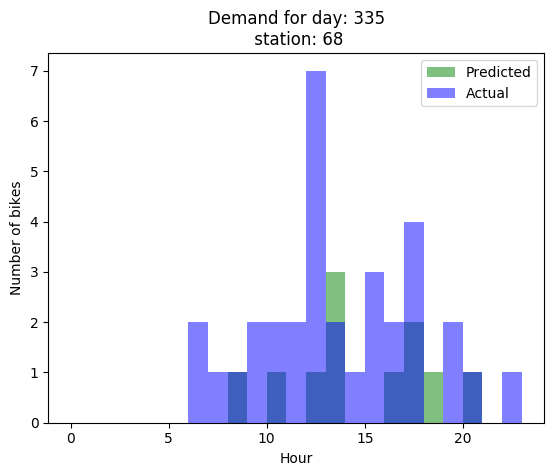 Demand for day: 335
station: 68
Predicted
Actual
Number of bikes
7
6
5
4
3
2
1
0
0 5 10 15 20
Hour